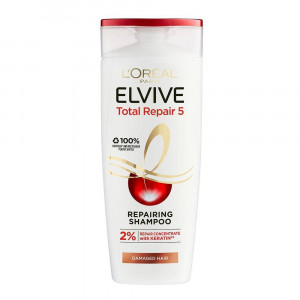 L'ORÉAL
PARIS
ELVIVE
Total Repair 5
100%
REPAIRING
SHAMPOO
2% REPAIR CONCENTRATE
with KERATIN
DAMAGED HAIR